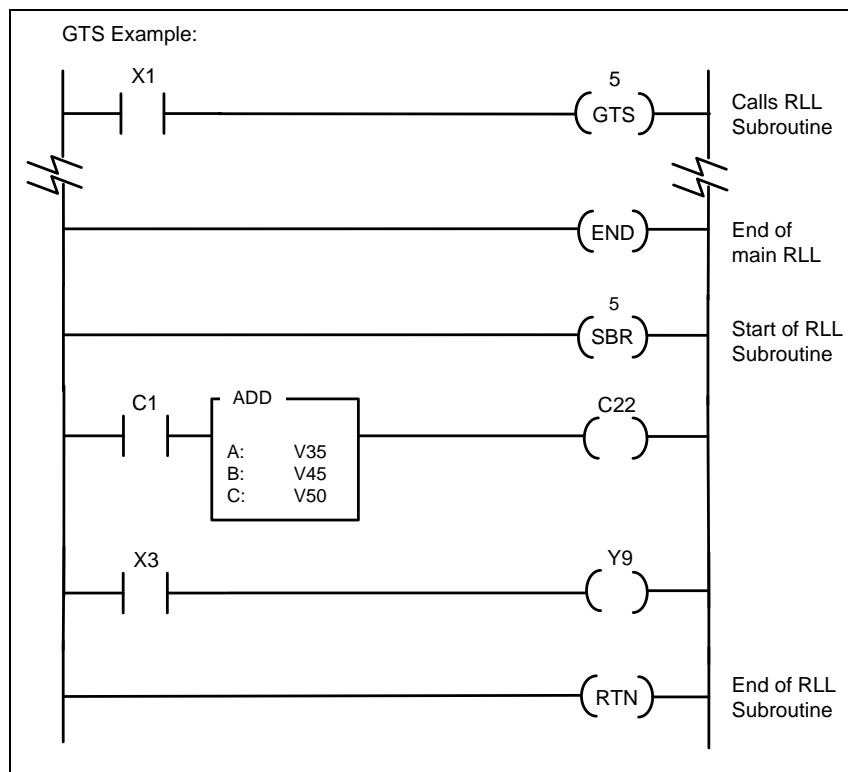 GTS Example:
X1
5
GTS
Calls RLL
Subroutine
END
End of
main RLL
5
SBR
Start of RLL
Subroutine
C1
ADD
A: V35
B: V45
C: V50
C22
X3
Y9
RTN
End of RLL
Subroutine